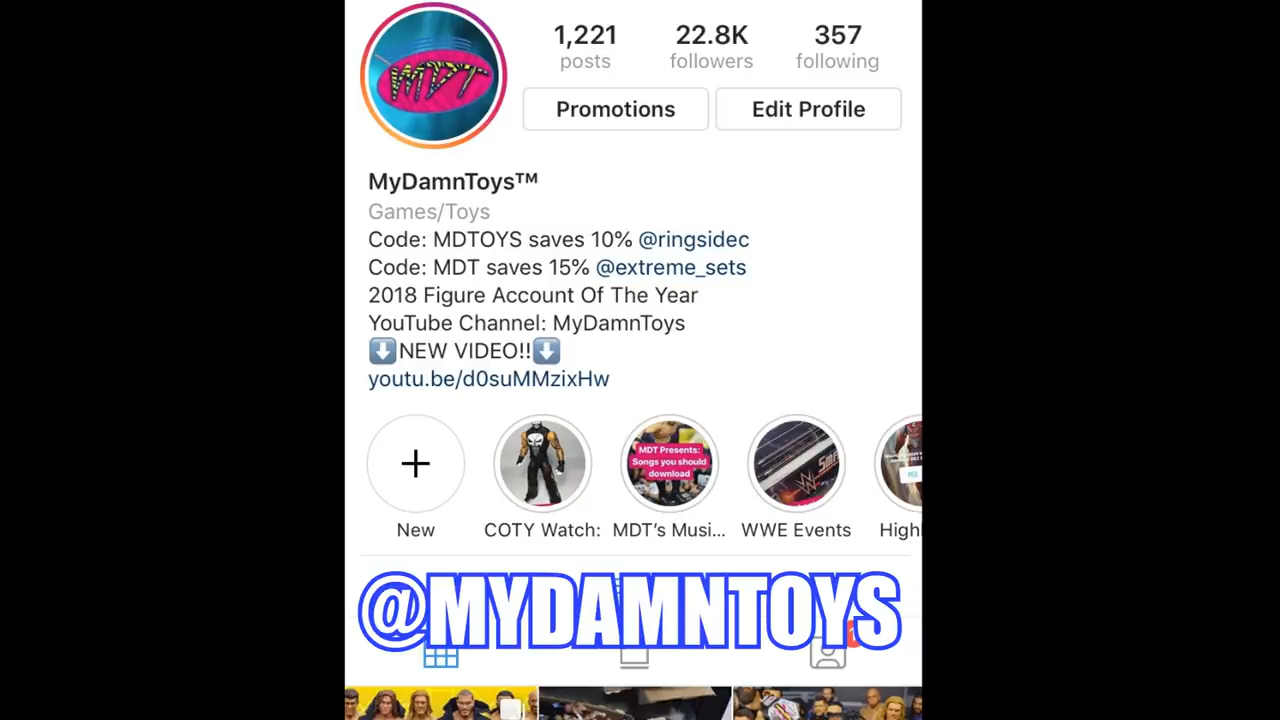 MDT
1,221 22.8K 357
posts followers following
Promotions Edit Profile
MyDamnToys™
Games/Toys
Code: MDTOYS saves 10% @ringsidec
Code: MDT saves 15% @extreme_sets
2018 Figure Account Of The Year
YouTube Channel: MyDamnToys
⬇️NEW VIDEO!!⬇️
youtu.be/d0suMMzixHw
MDT Presents:
Songs you should
download
New COTY Watch: MDT's Musi... WWE Events Highl
@MYDAMNTOYS